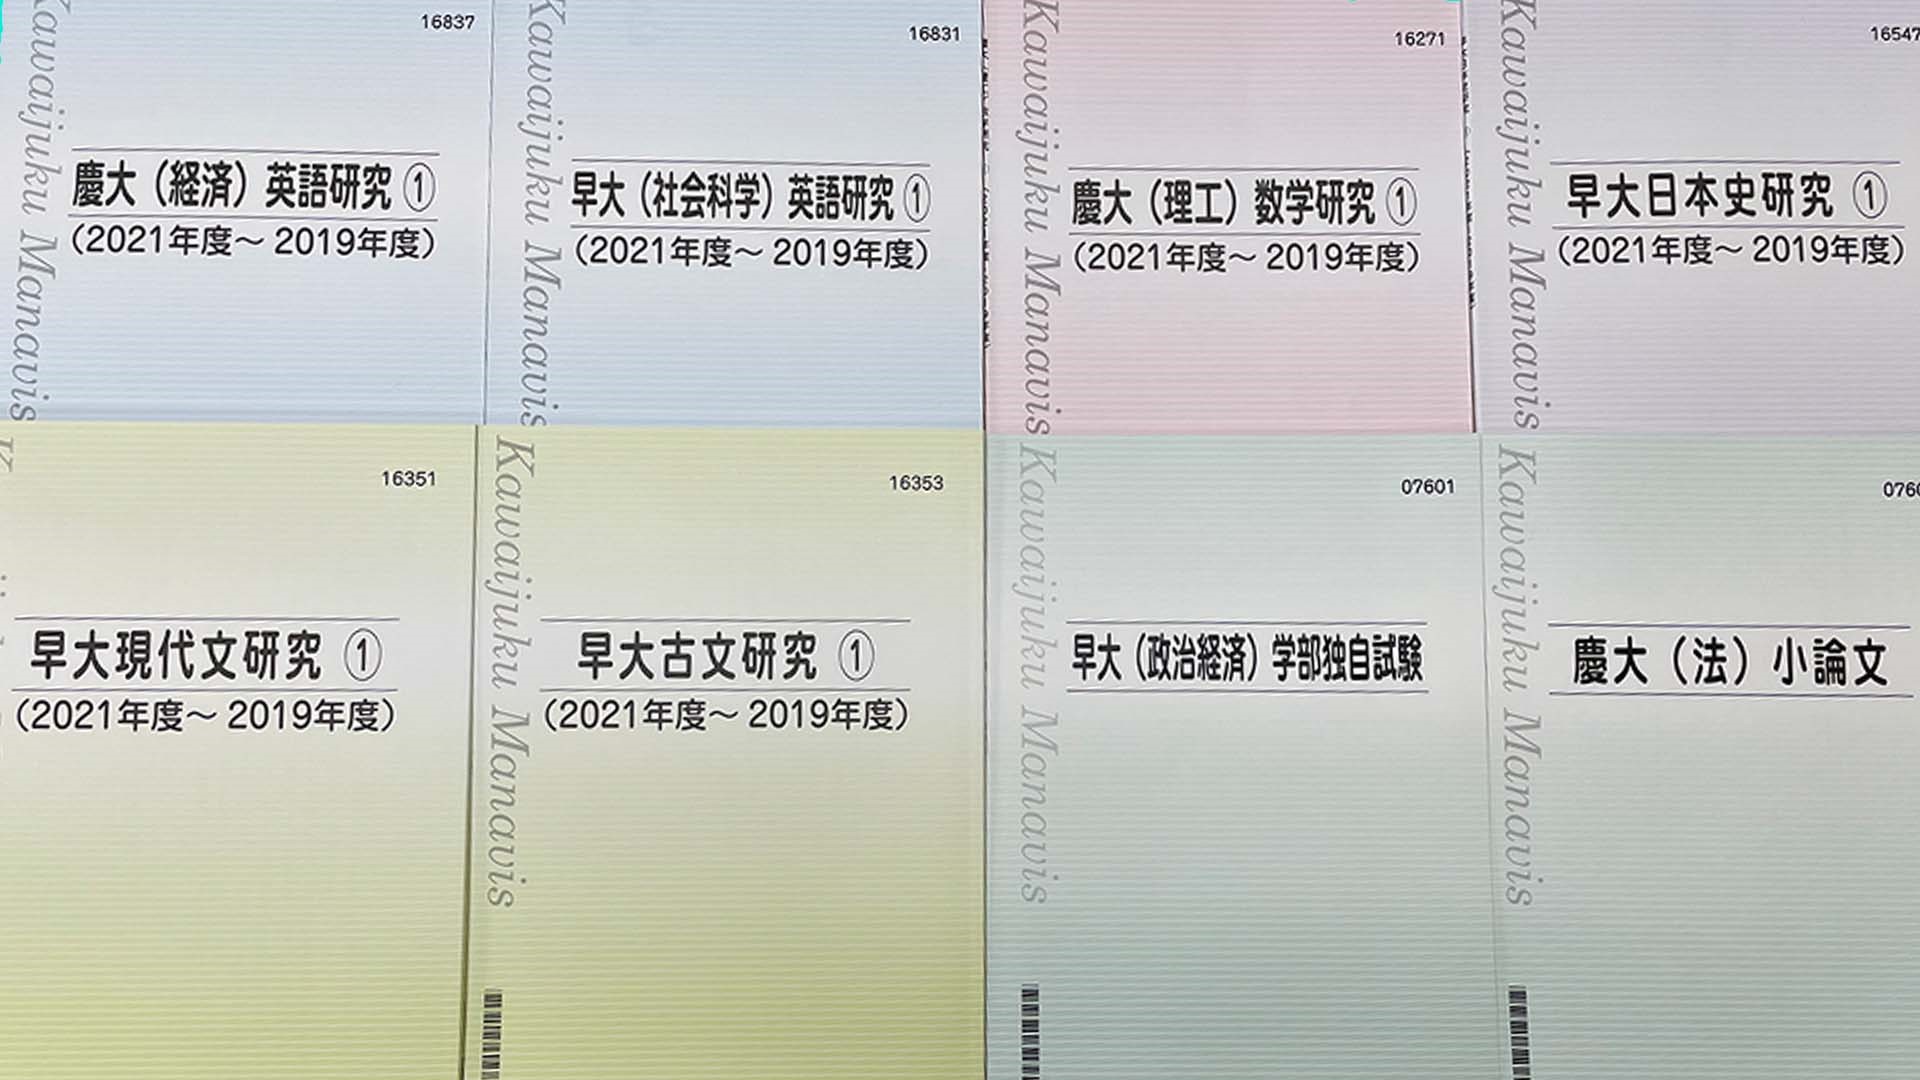 16837
Kawaijuku Manavis
慶大（経済）英語研究①
（2021年度～2019年度）
16831
Kawaijuku Manavis
早大（社会科学）英語研究①
（2021年度～2019年度）
16271
Kawaijuku Manavis
慶大（理工）数学研究①
（2021年度～2019年度）
16547
Kawaijuku Manavis
早大日本史研究①
（2021年度～2019年度）
16351
早大現代文研究①
（2021年度～2019年度）
16353
Kawaijuku Manavis
早大古文研究①
（2021年度～2019年度）
07601
Kawaijuku Manavis
早大（政治経済）学部独自試験
Kawaijuku Manavis
慶大（法）小論文